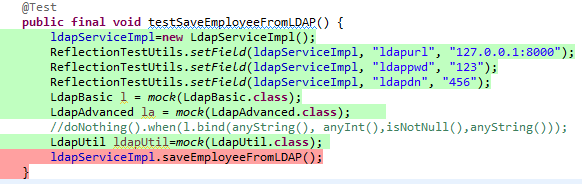 @Test
public final void testSaveEmployeeFromLDAP() {
ldapServiceImpl=new LdapServiceImpl();
ReflectionTestUtils.setField(ldapServiceImpl, "ldapurl", "127.0.0.1:8000");
ReflectionTestUtils.setField(ldapServiceImpl, "ldappwd", "123");
ReflectionTestUtils.setField(ldapServiceImpl, "ldapdn", "456");
LdapBasic l = mock(LdapBasic.class);
LdapAdvanced la = mock(LdapAdvanced.class);
//doNothing().when(l.bind(anyString(), anyInt(),isNotNull(),anyString()));
LdapUtil ldapUtil=mock(LdapUtil.class);
ldapServiceImpl.saveEmployeeFromLDAP();
}